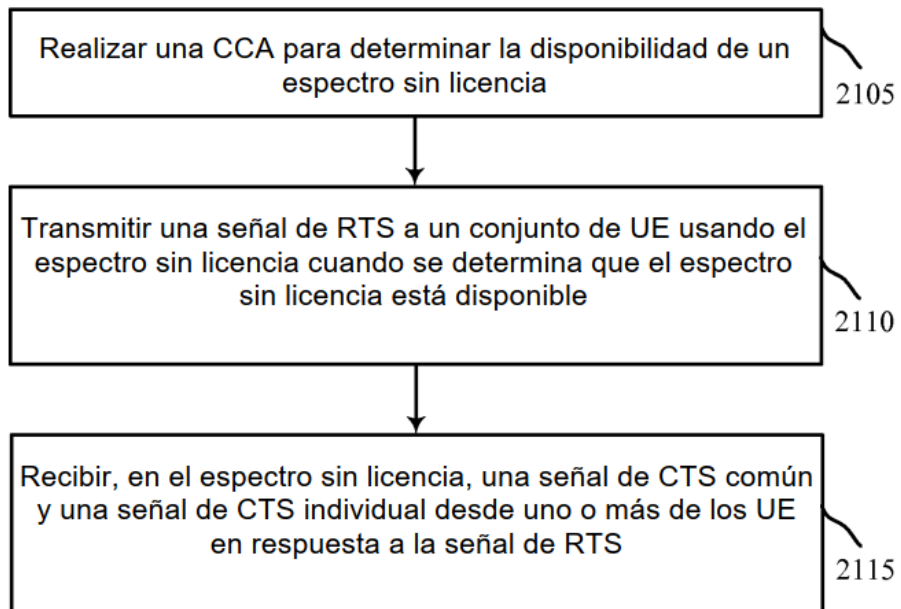 Realizar una CCA para determinar la disponibilidad de un
espectro sin licencia
2105
Transmitir una señal de RTS a un conjunto de UE usando el
espectro sin licencia cuando se determina que el espectro
sin licencia está disponible
2110
Recibir, en el espectro sin licencia, una señal de CTS común
y una señal de CTS individual desde uno o más de los UE
en respuesta a la señal de RTS
2115